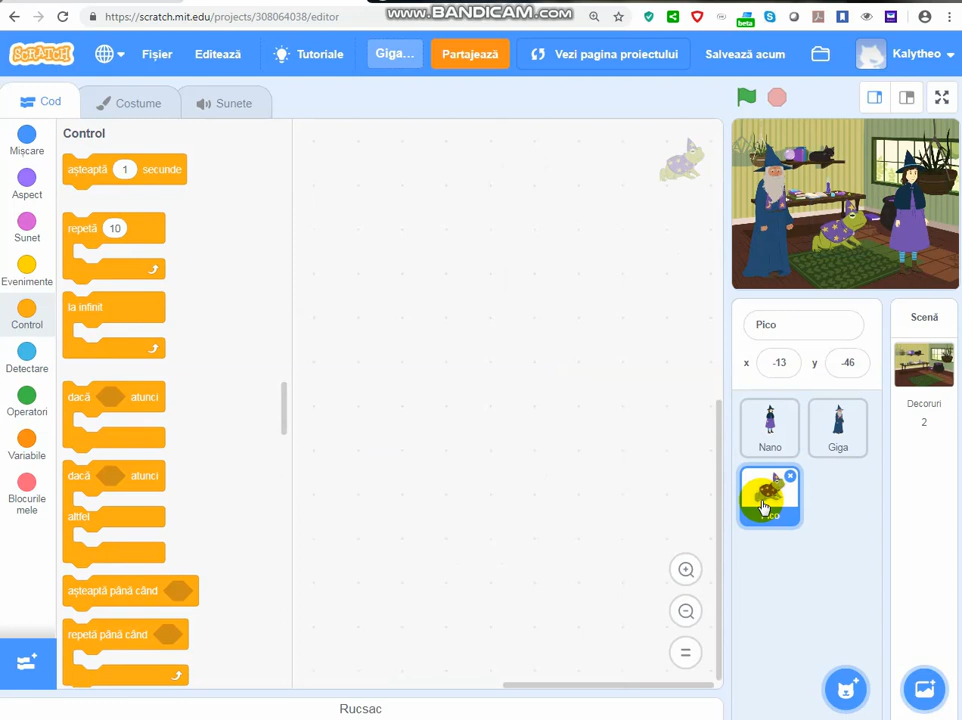 https://scratch.mit.edu/projects/308064038/editor
www.BANDICAM.com
beta
SCRATCH
Fișier
Editează
Tutoriale
Giga...
Partajează
Vezi pagina proiectului
Salvează acum
Kalytheo
Cod
Costume
Sunete
Mișcare
Aspect
Sunet
Evenimente
Control
Detectare
Operatori
Variabile
Blocurile
mele
Control
așteaptă 1 secunde
repetă 10
la infinit
dacă atunci
dacă atunci
altfel
așteaptă până când
repetă până când
Pico
x -13 y -46
Nano
Giga
Pico
Scenă
Decoruri
2
Rucsac